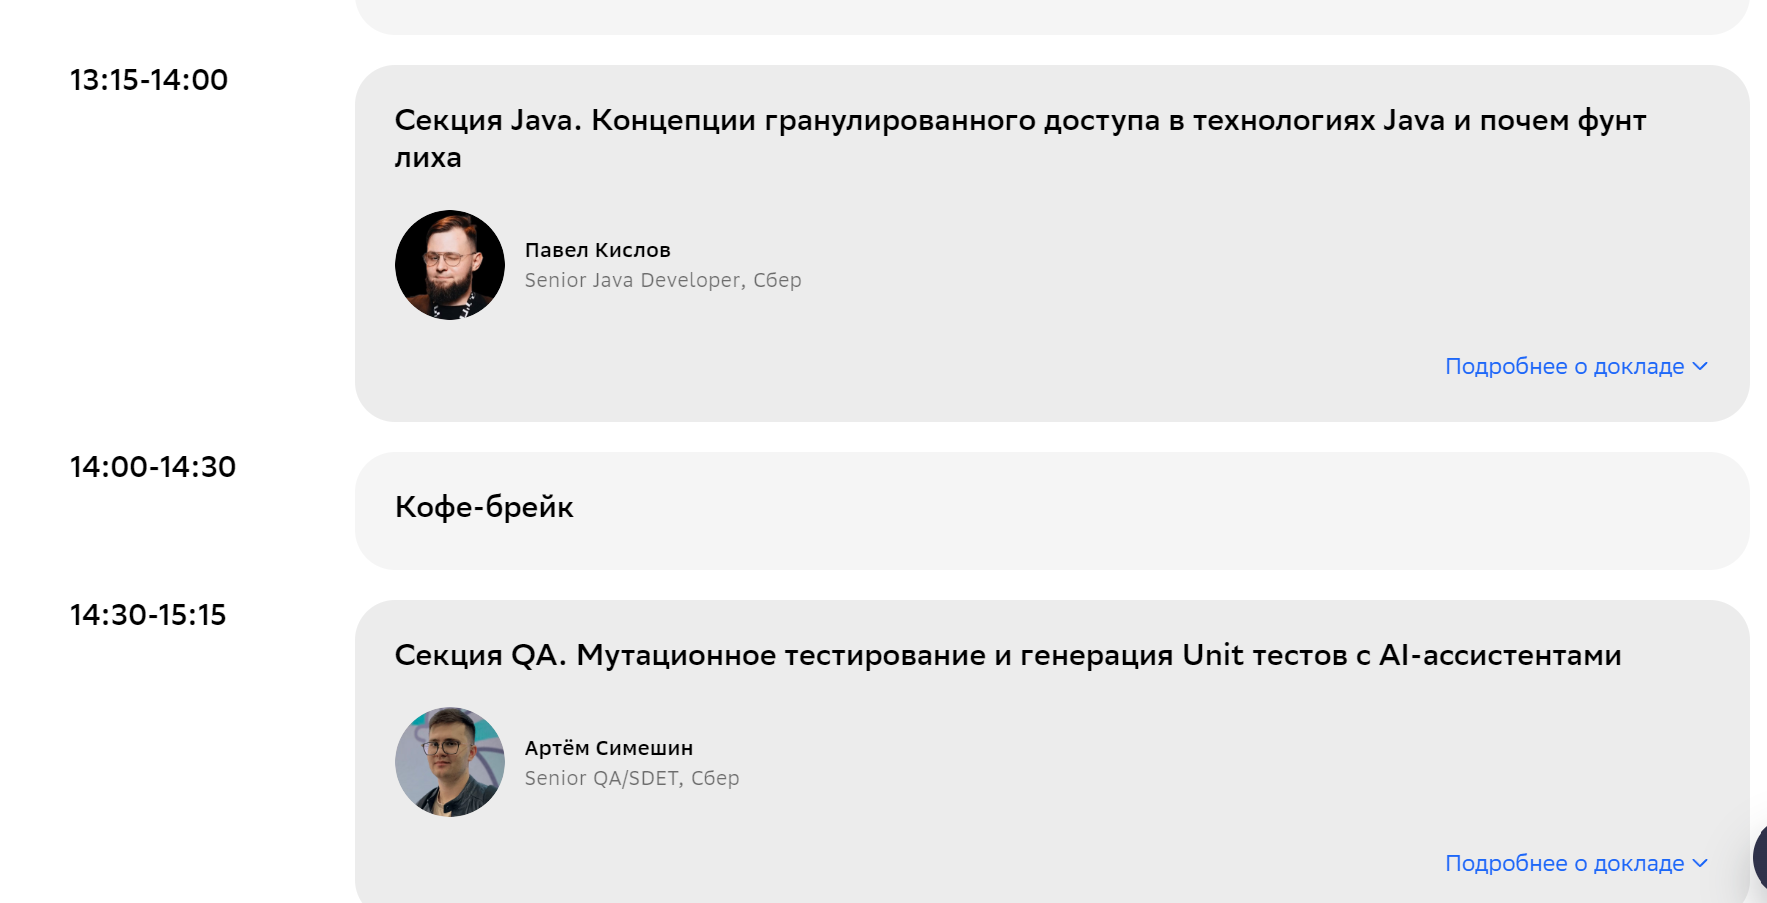 13:15-14:00
Секция Java. Концепции гранулированного доступа в технологиях Java и почем фунт
лиха
Павел Кислов
Senior Java Developer, Сбер
Подробнее о докладе
14:00-14:30
Кофе-брейк
14:30-15:15
Секция QA. Мутационное тестирование и генерация Unit тестов с AI-ассистентами
Артём Симешин
Senior QA/SDET, Сбер
Подробнее о докладе